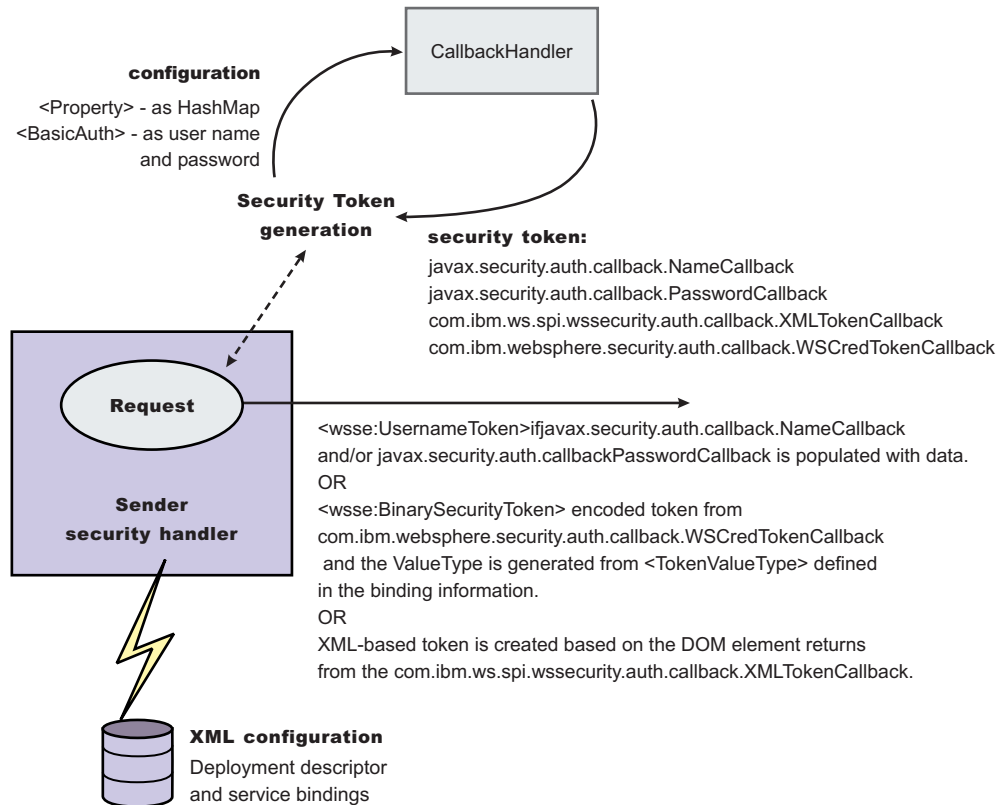 CallbackHandler
configuration
<Property> - as HashMap
<BasicAuth> - as user name
and password
Security Token
generation
security token:
javax.security.auth.callback.NameCallback
javax.security.auth.callback.PasswordCallback
com.ibm.ws.spi.wssecurity.auth.callback.XMLTokenCallback
com.ibm.websphere.security.auth.callback.WSCredTokenCallback
Request
Sender
security handler
<wsse:UsernameToken>ifjavax.security.auth.callback.NameCallback
and/or javax.security.auth.callbackPasswordCallback is populated with data.
OR
<wsse:BinarySecurityToken> encoded token from
com.ibm.websphere.security.auth.callback.WSCredTokenCallback
and the ValueType is generated from <TokenValueType> defined
in the binding information.
OR
XML-based token is created based on the DOM element returns
from the com.ibm.ws.spi.wssecurity.auth.callback.XMLTokenCallback.
XML configuration
Deployment descriptor
and service bindings